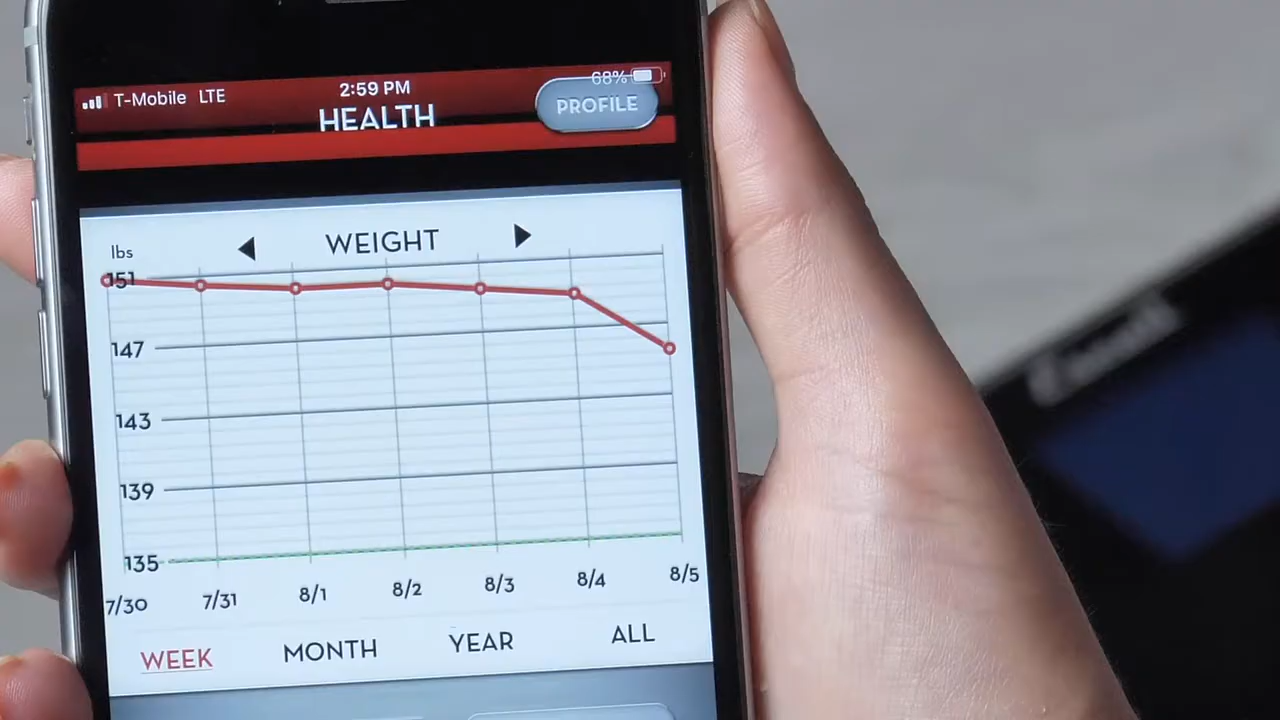 T-Mobile LTE 2:59 PM 68%
HEALTH
PROFILE
lbs
WEIGHT
151
147
143
139
135
7/30 7/31 8/1 8/2 8/3 8/4 8/5
WEEK MONTH YEAR ALL